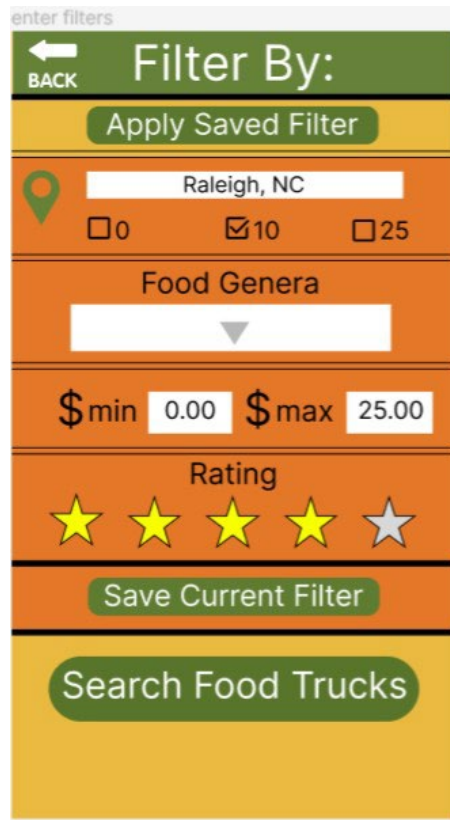 enter filters
BACK
Filter By:
Apply Saved Filter
Raleigh, NC
0 10 25
Food Genera
$ min 0.00 $ max 25.00
Rating
Save Current Filter
Search Food Trucks